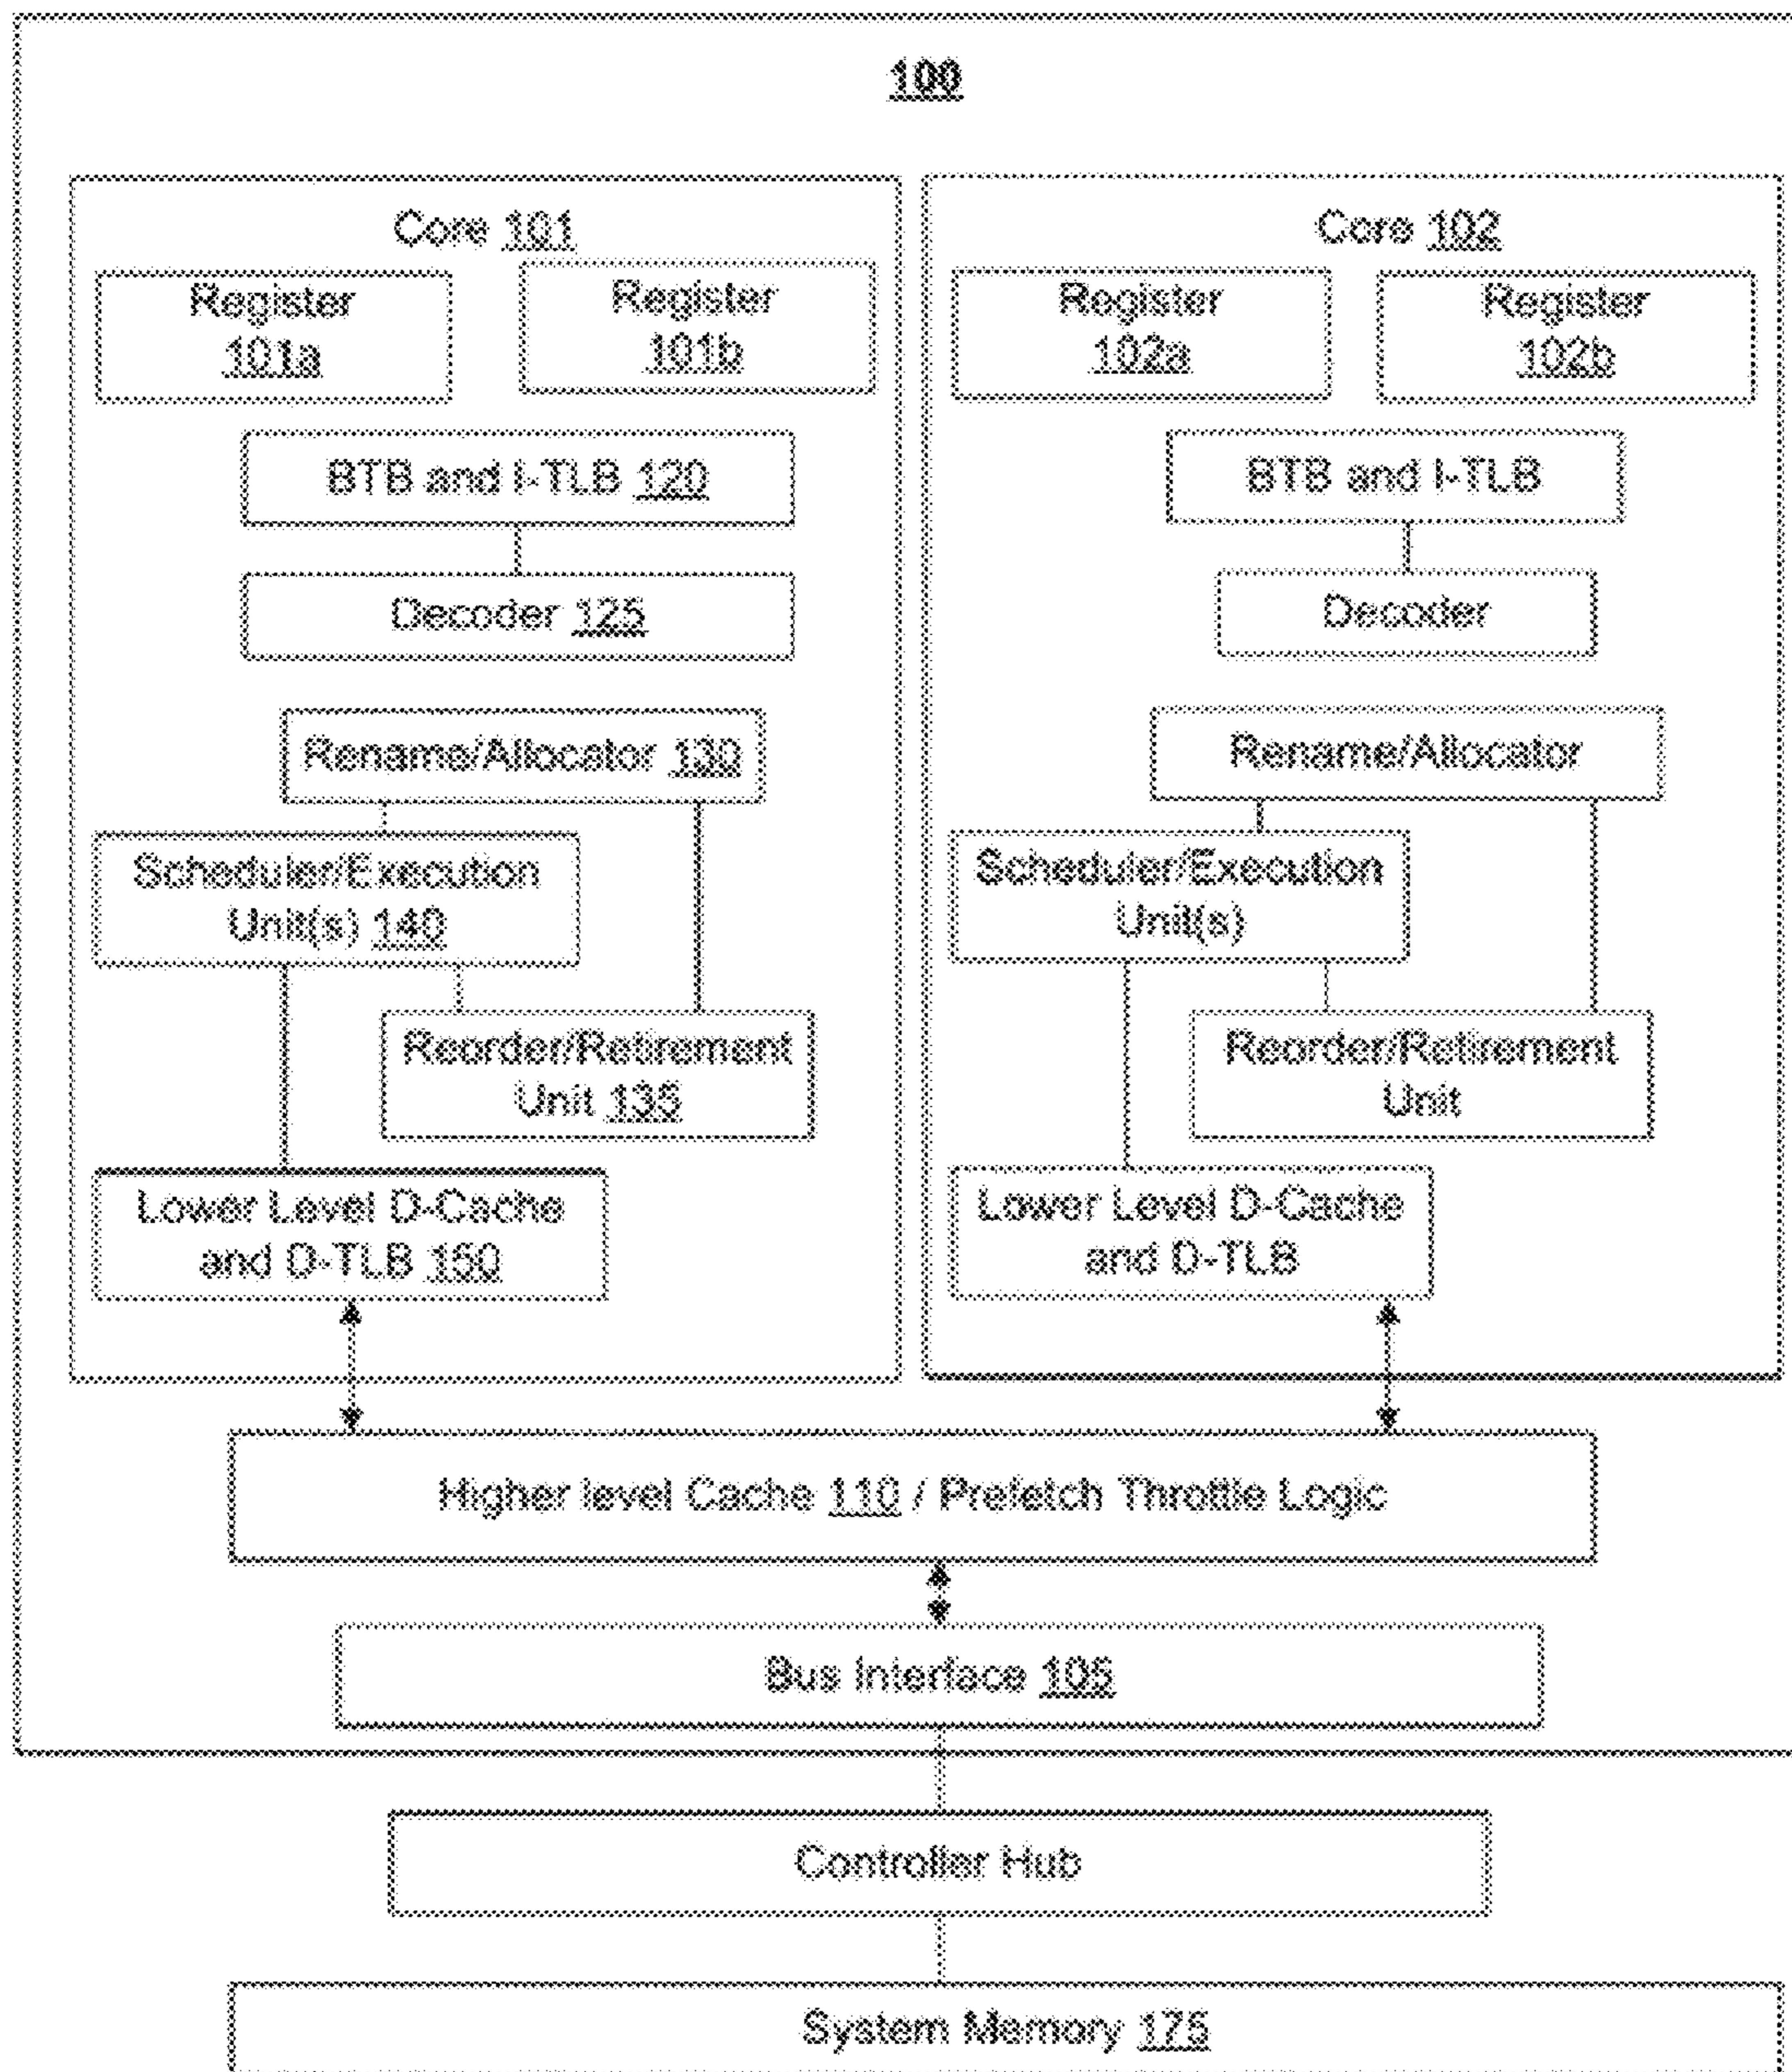 100
Core 101
Register
101a
Register
101b
BTB and I-TLB 120
Decoder 125
Rename/Allocator 130
Scheduler/Execution
Unit(s) 140
Reorder/Retirement
Unit 135
Lower Level D-Cache
and D-TLB 150
Core 102
Register
102a
Register
102b
BTB and I-TLB
Decoder
Rename/Allocator
Scheduler/Execution
Unit(s)
Reorder/Retirement
Unit
Lower Level D-Cache
and D-TLB
Higher level Cache 110 / Prefetch Throttle Logic
Bus Interface 105
Controller Hub
System Memory 175